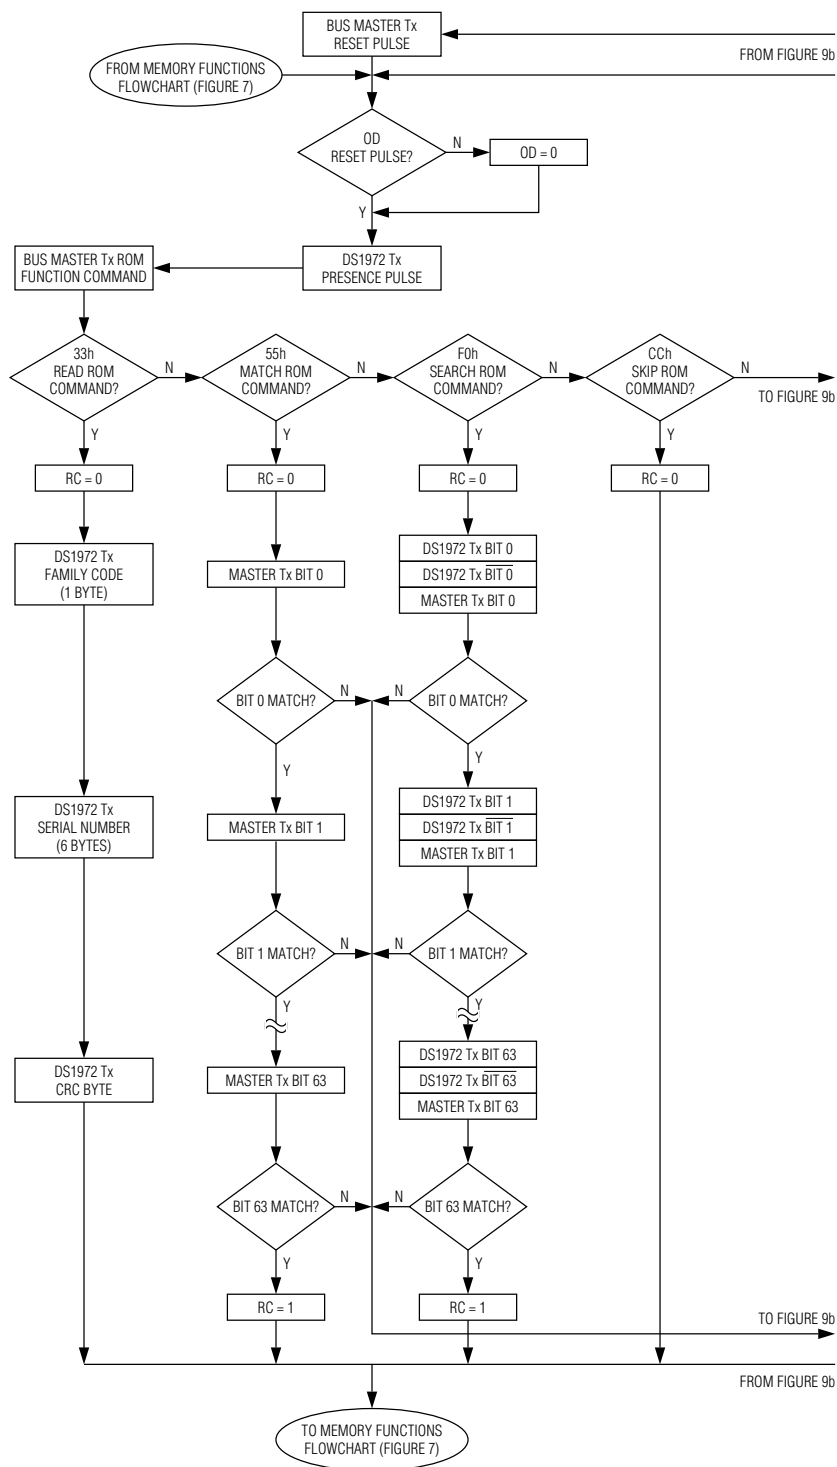 BUS MASTER Tx
RESET PULSE
FROM FIGURE 9b
FROM MEMORY FUNCTIONS
FLOWCHART (FIGURE 7)
OD
RESET PULSE?
N
OD = 0
Y
BUS MASTER Tx ROM
FUNCTION COMMAND
DS1972 Tx
PRESENCE PULSE
33h
READ ROM
COMMAND?
N
55h
MATCH ROM
COMMAND?
N
F0h
SEARCH ROM
COMMAND?
N
CCh
SKIP ROM
COMMAND?
N
TO FIGURE 9b
Y
Y
Y
Y
RC = 0
RC = 0
RC = 0
RC = 0
DS1972 Tx
FAMILY CODE
(1 BYTE)
MASTER Tx BIT 0
DS1972 Tx BIT 0
DS1972 Tx B̅I̅T̅ ̅0̅
MASTER Tx BIT 0
BIT 0 MATCH?
N
N
BIT 0 MATCH?
Y
Y
DS1972 Tx
SERIAL NUMBER
(6 BYTES)
MASTER Tx BIT 1
DS1972 Tx BIT 1
DS1972 Tx B̅I̅T̅ ̅1̅
MASTER Tx BIT 1
BIT 1 MATCH?
N
N
BIT 1 MATCH?
Y
Y
DS1972 Tx
CRC BYTE
MASTER Tx BIT 63
DS1972 Tx BIT 63
DS1972 Tx B̅I̅T̅ ̅6̅3̅
MASTER Tx BIT 63
BIT 63 MATCH?
N
N
BIT 63 MATCH?
Y
Y
RC = 1
RC = 1
TO FIGURE 9b
FROM FIGURE 9b
TO MEMORY FUNCTIONS
FLOWCHART (FIGURE 7)